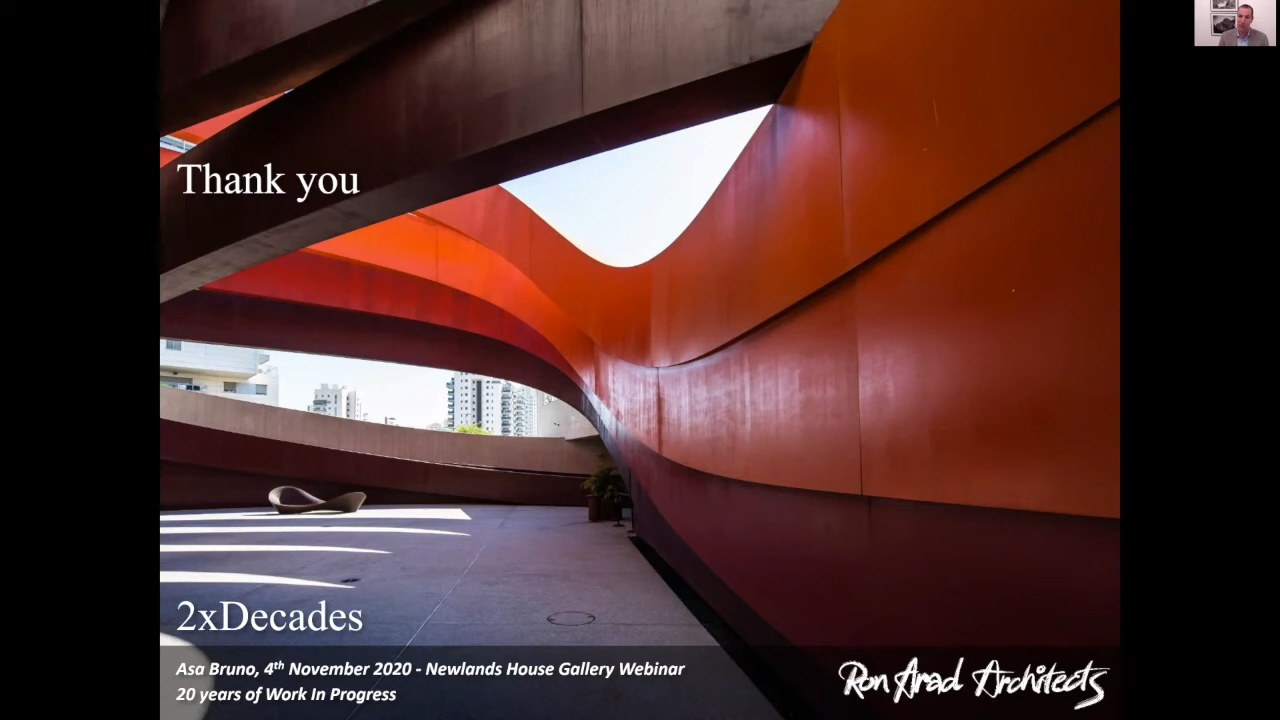 Thank you
2xDecades
Asa Bruno, 4th November 2020 - Newlands House Gallery Webinar
20 years of Work In Progress
Ron Arad Architects